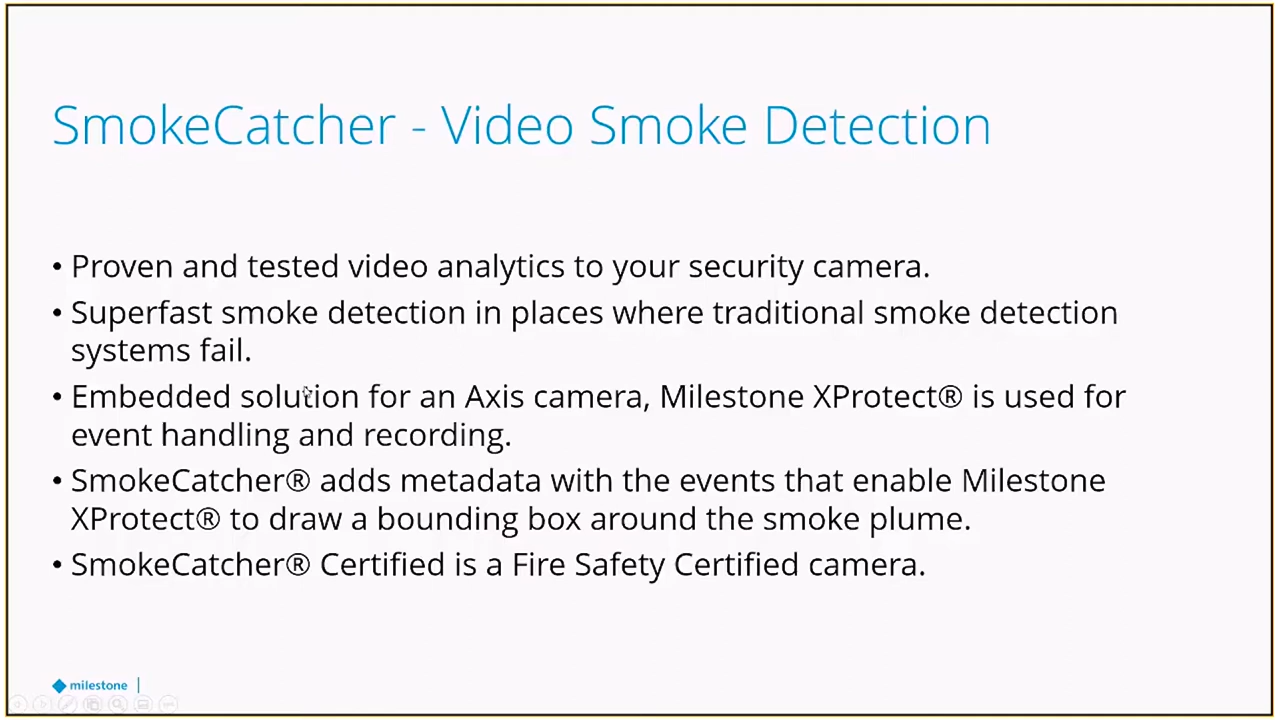 SmokeCatcher - Video Smoke Detection
• Proven and tested video analytics to your security camera.
• Superfast smoke detection in places where traditional smoke detection
systems fail.
• Embedded solution for an Axis camera, Milestone XProtect® is used for
event handling and recording.
• SmokeCatcher® adds metadata with the events that enable Milestone
XProtect® to draw a bounding box around the smoke plume.
• SmokeCatcher® Certified is a Fire Safety Certified camera.
milestone